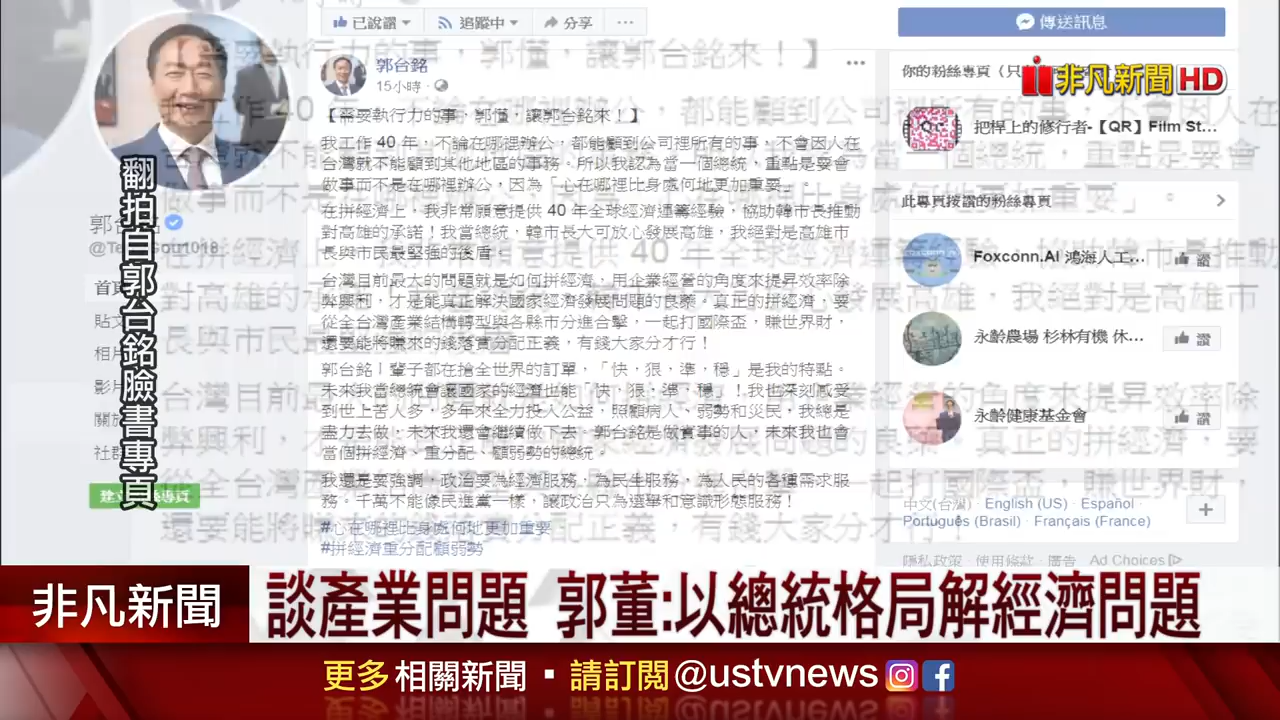 已說讚
追蹤中
分享
傳送訊息
郭台銘
15小時
你的粉絲專頁
非凡新聞HD
【需要執行力的事，郭懂，讓郭台銘來！】
我工作 40 年，不論在哪裡辦公，都能顧到公司裡所有的事，不會因人在
台灣就不能顧到其他地區的事務。所以我認為當一個總統，重點是要會
做事而不是在哪裡辦公，因為「心在哪裡比身處何地更加重要」。
在拼經濟上，我非常願意提供 40 年全球經濟運籌經驗，協助韓市長推動
對高雄的承諾！我當總統，韓市長大可放心發展高雄，我絕對是高雄市
長與市民最堅強的後盾。
台灣目前最大的問題就是如何拼經濟，用企業經營的角度來提昇效率除
弊興利，才是能真正解決國家經濟發展問題的良策。真正的拼經濟，要
從全台灣產業結構轉型與各縣市分進合擊，一起打國際盃，賺世界財，
還要能將賺來的錢落實分配正義，有錢大家分才行！
郭台銘一輩子都在搶全世界的訂單，「快，狠，準，穩」是我的特點。
未來我當總統會讓國家的經濟也能「快，狠，準，穩」！我也深刻感受
到世上苦人多，多年來全力投入公益，照顧病人、弱勢和災民，我總是
盡力去做，未來我還會繼續做下去。郭台銘是做實事的人，未來我也會
當個拼經濟、重分配、顧弱勢的總統。
我還是要強調，政治要為經濟服務，為民生服務，為人民的各種需求服
務。千萬不能像民進黨一樣，讓政治只為選舉和意識形態服務！
#心在哪裡比身處何地更加重要
#拼經濟重分配顧弱勢
把桿上的修行者-【QR】Film St...
此專頁按讚的粉絲專頁
Foxconn.AI 鴻海人工...
讚
永齡農場 杉林有機 休...
讚
永齡健康基金會
讚
中文(台灣) · English (US) · Español ·
Português (Brasil) · Français (France)
隱私政策 · 使用條款 · 廣告 · Ad Choices
翻拍自郭台銘臉書專頁
非凡新聞
談產業問題 郭董:以總統格局解經濟問題
更多相關新聞 ▪ 請訂閱@ustvnews